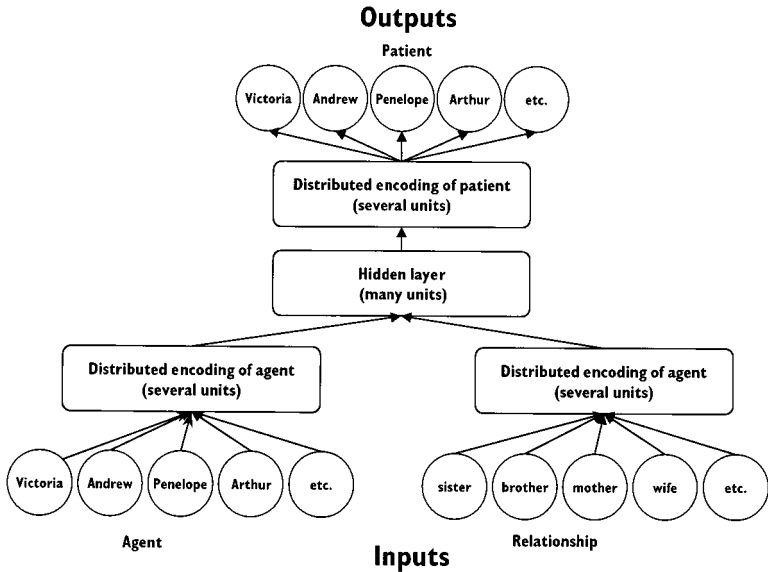 Outputs
Patient
Victoria
Andrew
Penelope
Arthur
etc.
Distributed encoding of patient
(several units)
Hidden layer
(many units)
Distributed encoding of agent
(several units)
Distributed encoding of agent
(several units)
Victoria
Andrew
Penelope
Arthur
etc.
sister
brother
mother
wife
etc.
Agent
Relationship
Inputs